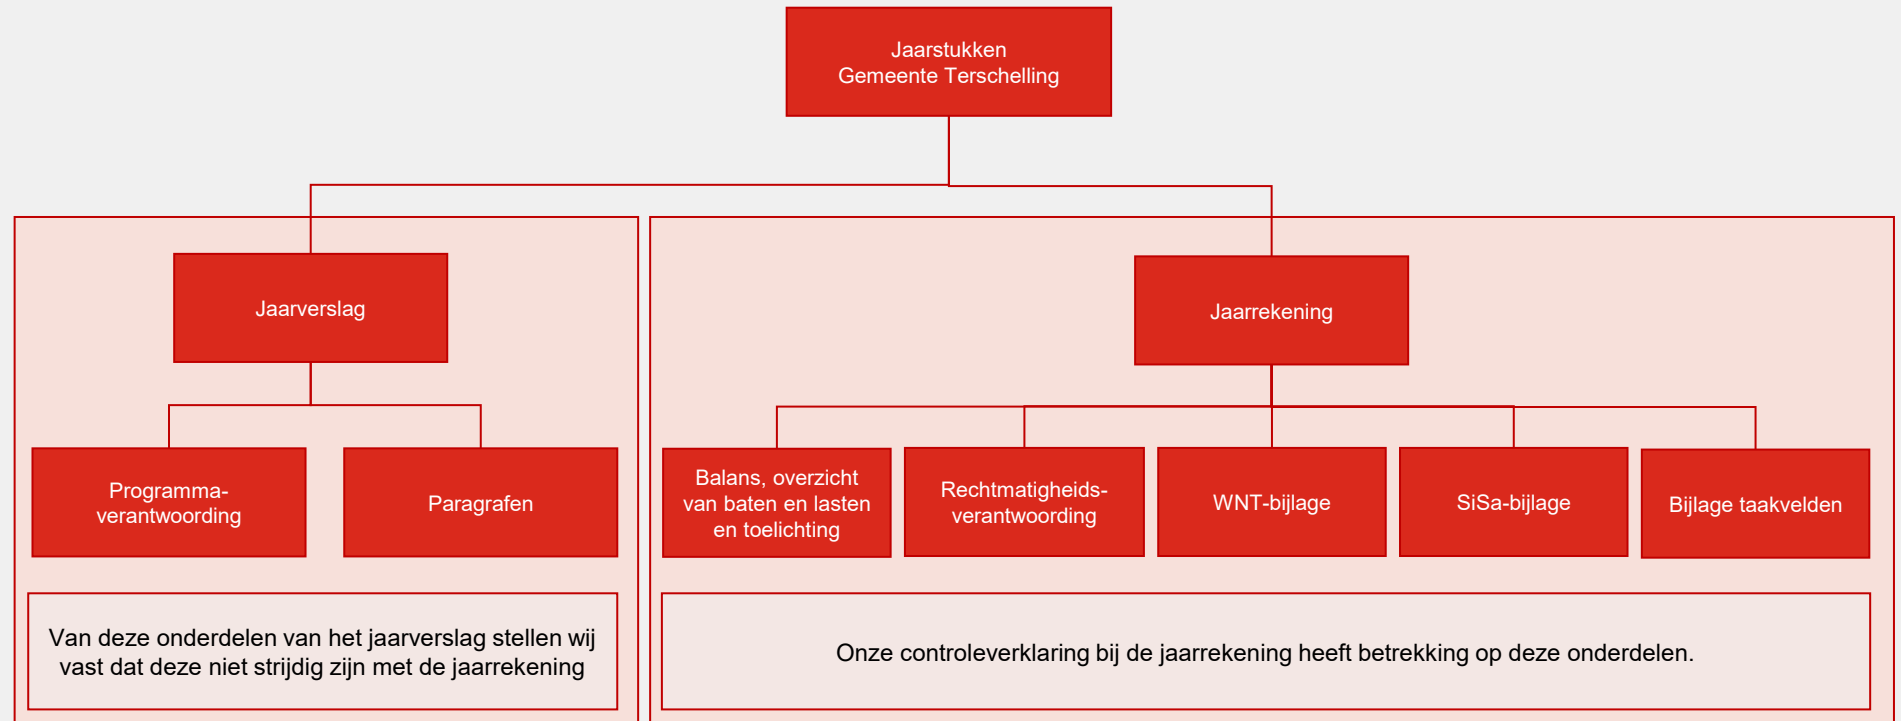 Jaarstukken
Gemeente Terschelling
Jaarverslag
Jaarrekening
Programma-
verantwoording
Paragrafen
Balans, overzicht
van baten en lasten
en toelichting
Rechtmatigheids-
verantwoording
WNT-bijlage
SiSa-bijlage
Bijlage taakvelden
Van deze onderdelen van het jaarverslag stellen wij
vast dat deze niet strijdig zijn met de jaarrekening
Onze controleverklaring bij de jaarrekening heeft betrekking op deze onderdelen.